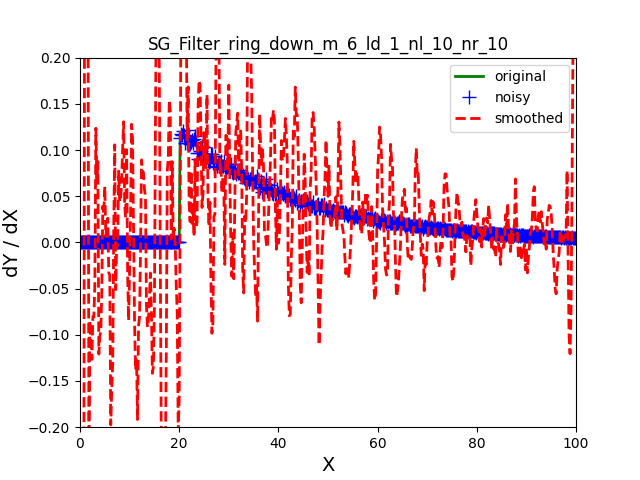 SG_Filter_ring_down_m_6_ld_1_nl_10_nr_10
0.20
0.15
0.10
0.05
0.00
−0.05
−0.10
−0.15
−0.20
dY / dX
original
noisy
smoothed
0 20 40 60 80 100
X